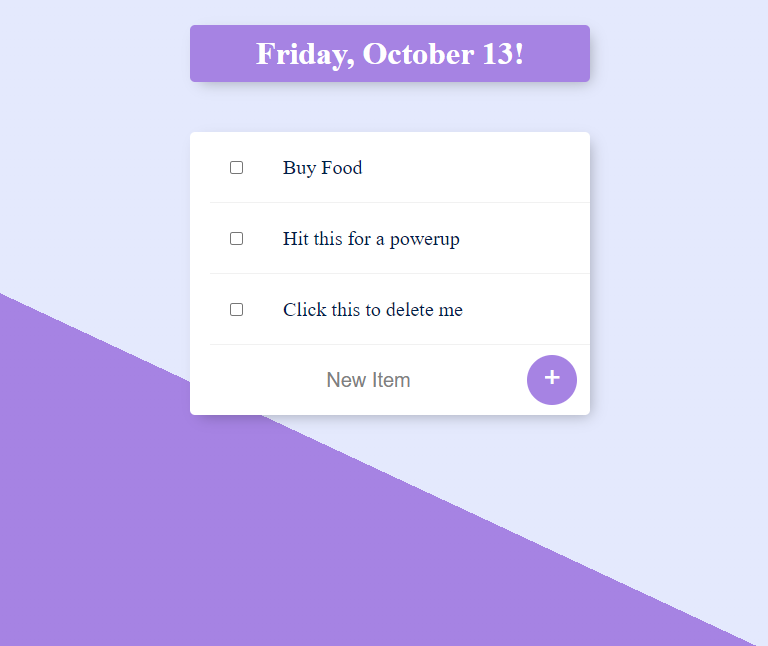 Friday, October 13!
Buy Food
Hit this for a powerup
Click this to delete me
New Item
+